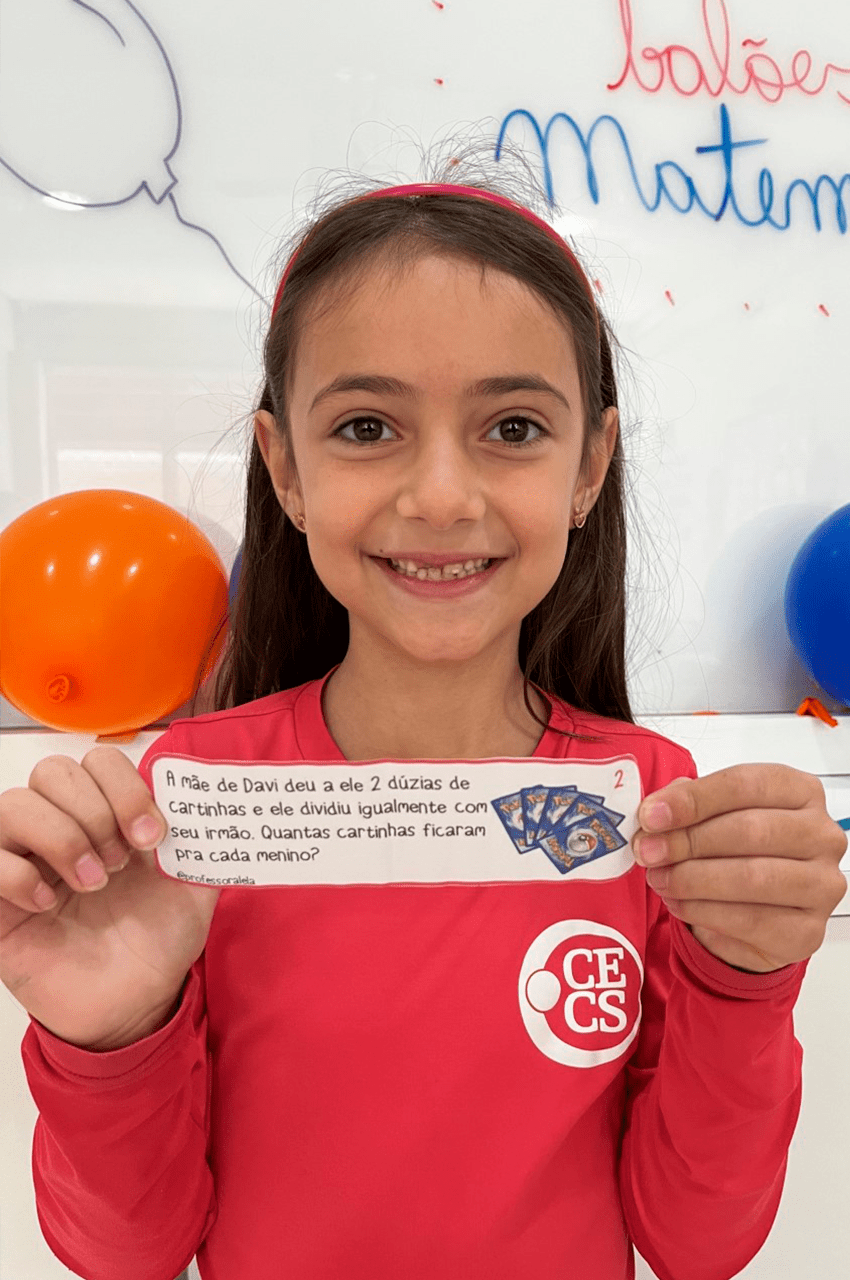 balõe
Matem
A mãe de Davi deu a ele 2 dúzias de
cartinhas e ele dividiu igualmente com
seu irmão. Quantas cartinhas ficaram
pra cada menino?
@professoralela
2
CE
CS